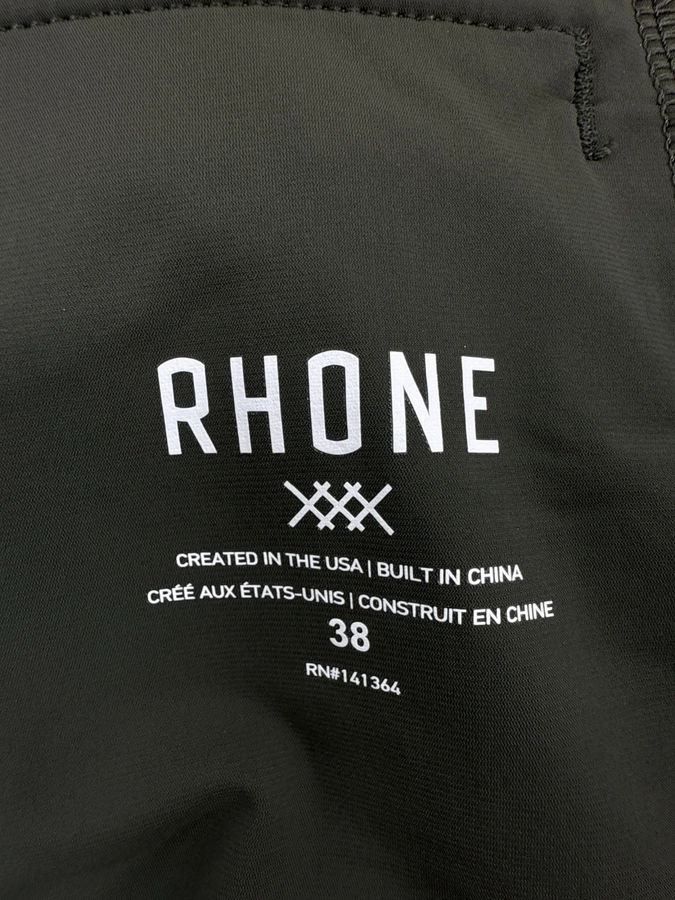 RHONE
CREATED IN THE USA | BUILT IN CHINA
CRÉÉ AUX ÉTATS-UNIS | CONSTRUIT EN CHINE
38
RN#141364